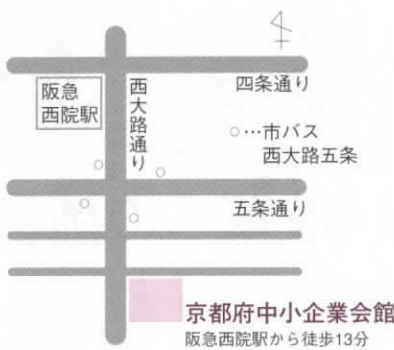 四条通り
阪急
西院駅
西大路通り
○…市バス
西大路五条
五条通り
京都府中小企業会館
阪急西院駅から徒歩13分